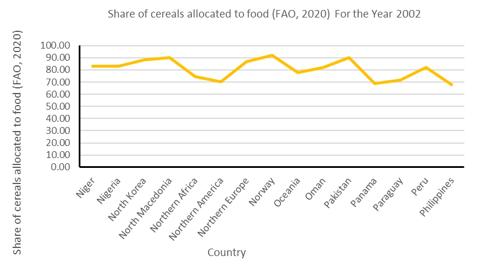 Share of cereals allocated to food (FAO, 2020) For the Year 2002
Share of cereals allocated to food (FAO, 2020)
100.00
90.00
80.00
70.00
60.00
50.00
40.00
30.00
20.00
10.00
0.00
Niger
Nigeria
North Korea
North Macedonia
Northern Africa
Northern America
Northern Europe
Norway
Oceania
Oman
Pakistan
Panama
Paraguay
Peru
Philippines
Country